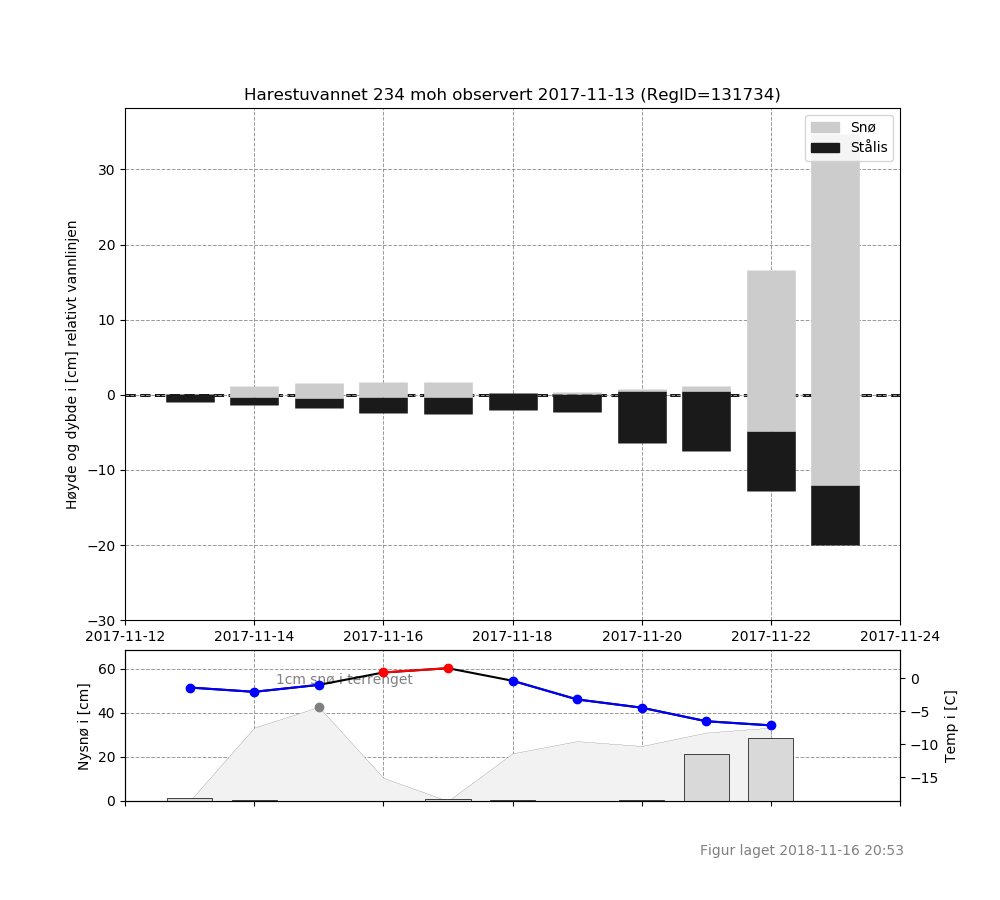 Harestuvannet 234 moh observert 2017-11-13 (RegID=131734)
Snø
Stålis
Høyde og dybde i [cm] relativt vannlinjen
30
20
10
0
−10
−20
−30
2017-11-12 2017-11-14 2017-11-16 2017-11-18 2017-11-20 2017-11-22 2017-11-24
1cm snø i terrenget
Nysnø i [cm]
60
40
20
0
0
−5
−10
−15
Temp i [C]
Figur laget 2018-11-16 20:53